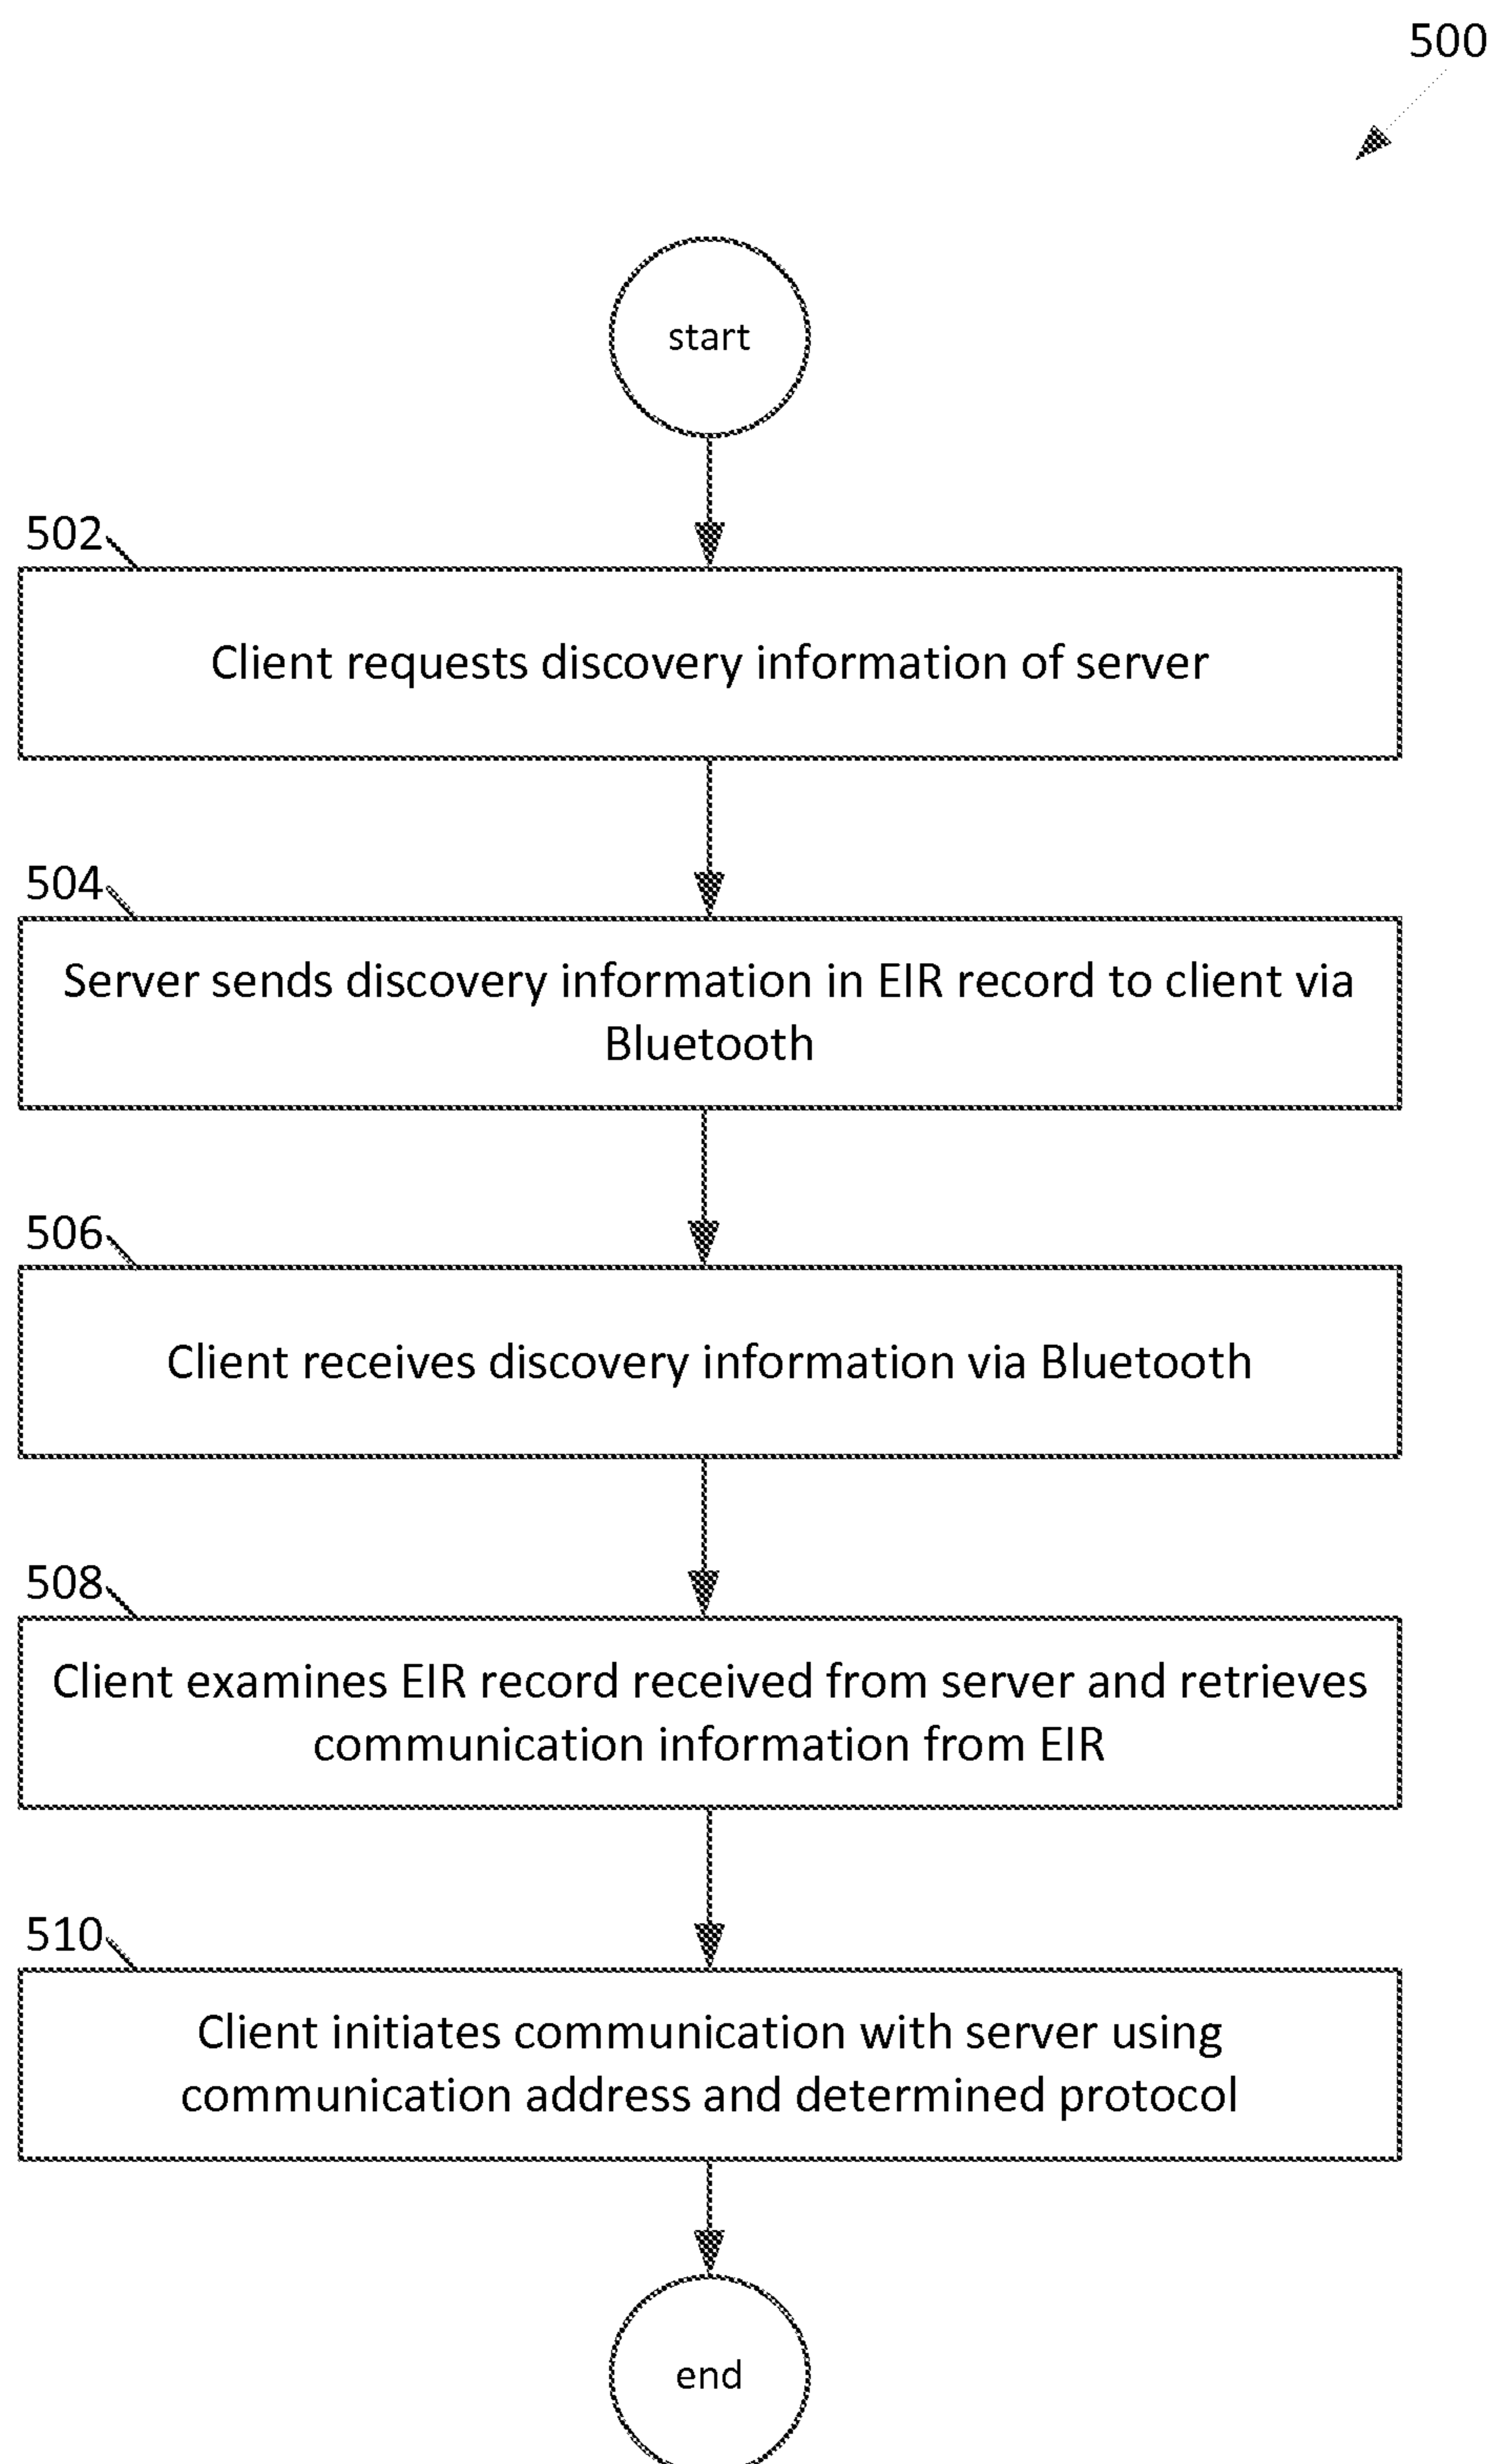 500
start
502
Client requests discovery information of server
504
Server sends discovery information in EIR record to client via
Bluetooth
506
Client receives discovery information via Bluetooth
508
Client examines EIR record received from server and retrieves
communication information from EIR
510
Client initiates communication with server using
communication address and determined protocol
end